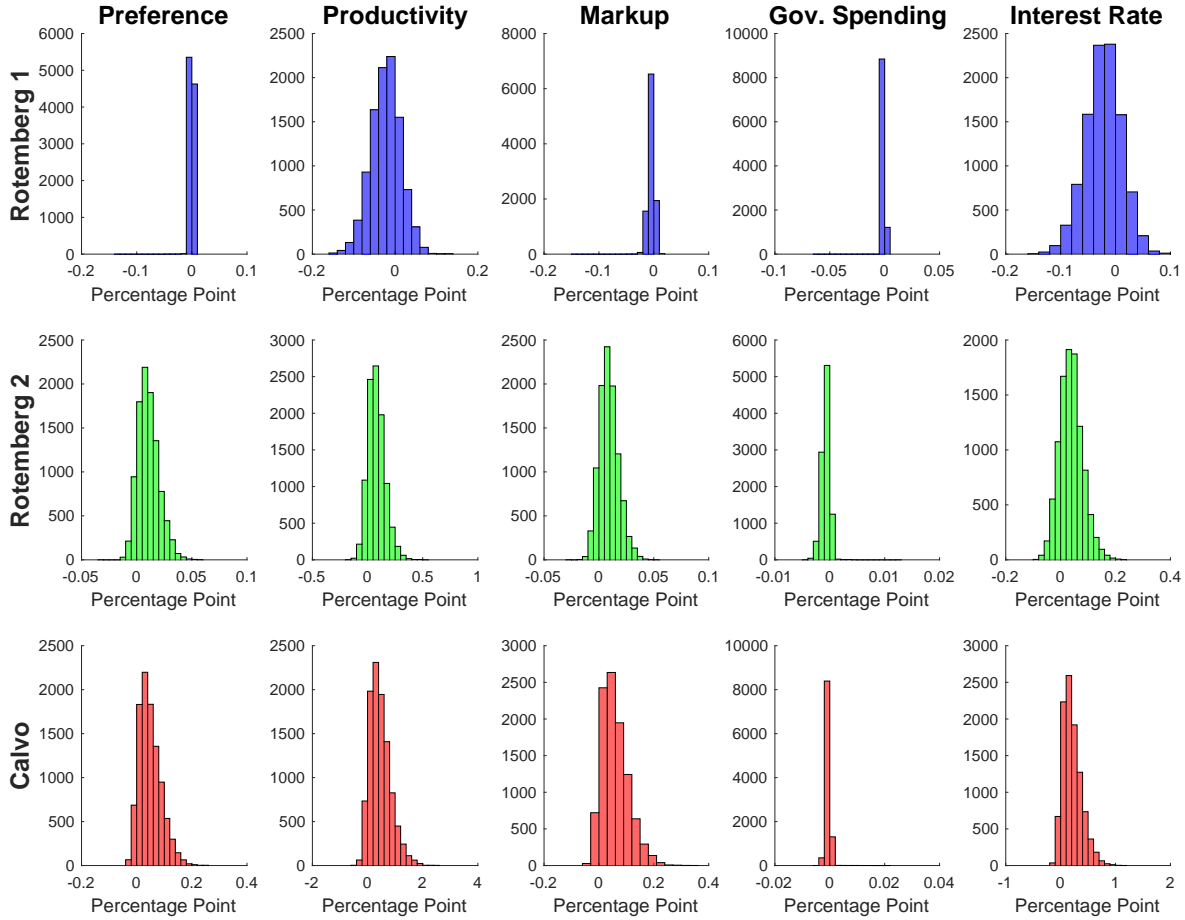 Preference Productivity Markup Gov. Spending Interest Rate
Rotemberg 1
6000 5000 4000 3000 2000 1000 0
-0.2 -0.1 0 0.1
Percentage Point
2500 2000 1500 1000 500 0
-0.2 0 0.2
Percentage Point
8000 6000 4000 2000 0
-0.2 -0.1 0 0.1
Percentage Point
10000 8000 6000 4000 2000 0
-0.1 -0.05 0 0.05
Percentage Point
2500 2000 1500 1000 500 0
-0.1 0 0.1
Percentage Point
Rotemberg 2
2500 2000 1500 1000 500 0
-0.05 0 0.05 0.1
Percentage Point
3000 2500 2000 1500 1000 500 0
-0.5 0 0.5 1
Percentage Point
2500 2000 1500 1000 500 0
-0.05 0 0.05 0.1
Percentage Point
6000 5000 4000 3000 2000 1000 0
-0.01 0 0.01 0.02
Percentage Point
2000 1500 1000 500 0
-0.2 0 0.2 0.4
Percentage Point
Calvo
2500 2000 1500 1000 500 0
-0.2 0 0.2 0.4
Percentage Point
2500 2000 1500 1000 500 0
-2 0 2 4
Percentage Point
3000 2500 2000 1500 1000 500 0
-0.2 0 0.2 0.4
Percentage Point
10000 8000 6000 4000 2000 0
-0.02 0 0.02 0.04
Percentage Point
3000 2500 2000 1500 1000 500 0
-1 0 1 2
Percentage Point